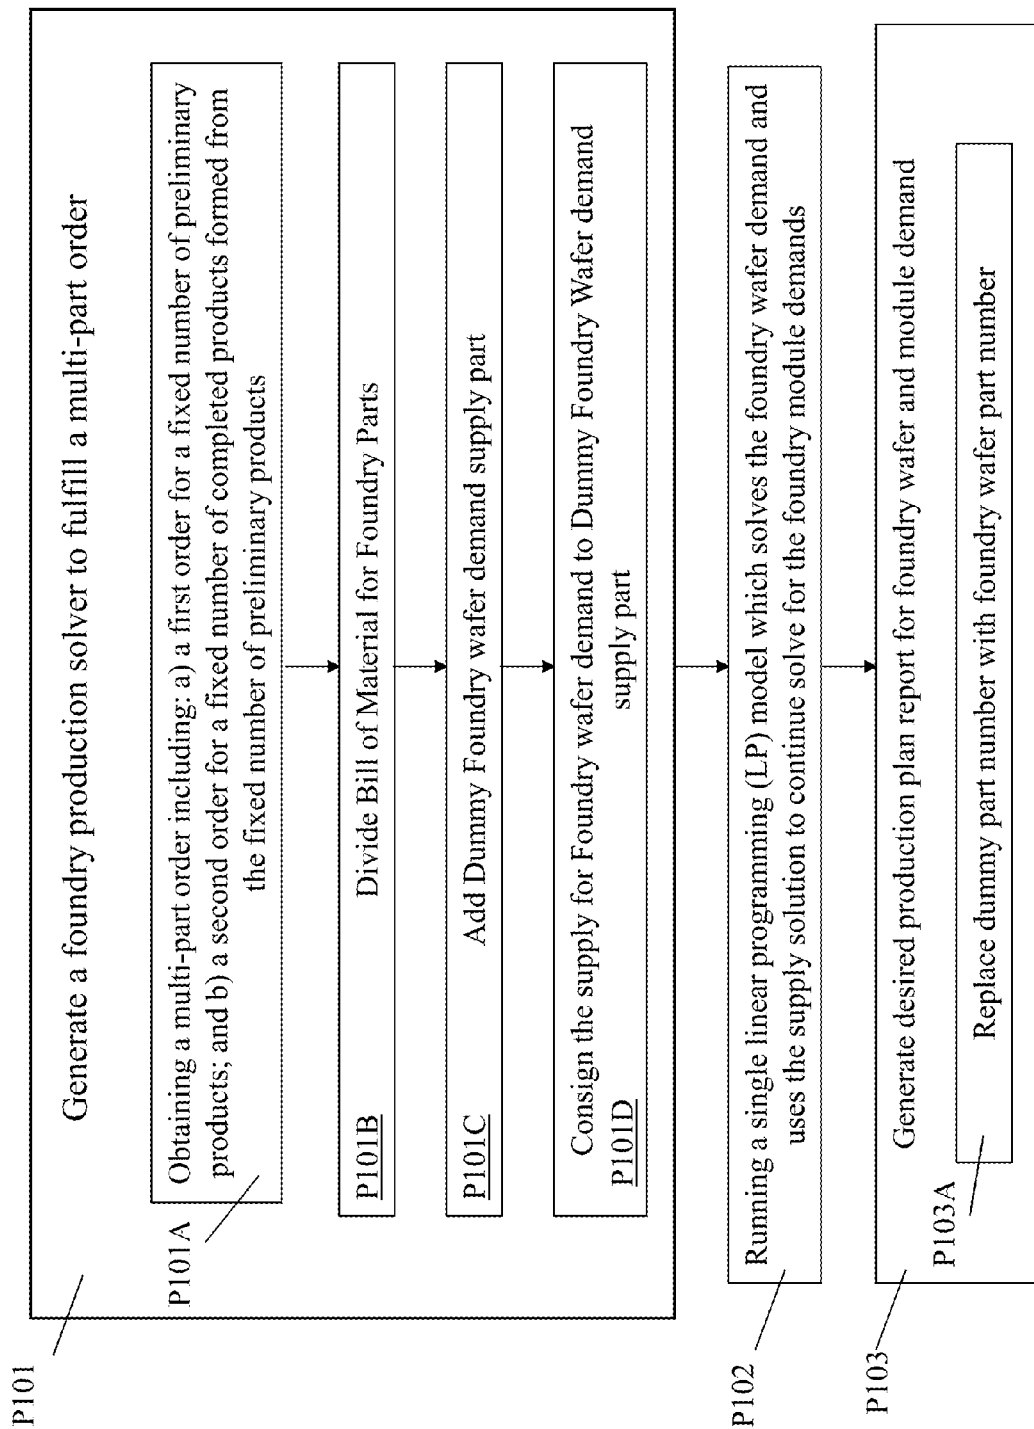 P101
Generate a foundry production solver to fulfill a multi-part order
P101A
Obtaining a multi-part order including: a) a first order for a fixed number of preliminary
products; and b) a second order for a fixed number of completed products formed from
the fixed number of preliminary products
P101B
Divide Bill of Material for Foundry Parts
P101C
Add Dummy Foundry wafer demand supply part
Consign the supply for Foundry wafer demand to Dummy Foundry Wafer demand
supply part
P101D
P102
Running a single linear programming (LP) model which solves the foundry wafer demand and
uses the supply solution to continue solve for the foundry module demands
P103
Generate desired production plan report for foundry wafer and module demand
P103A
Replace dummy part number with foundry wafer part number